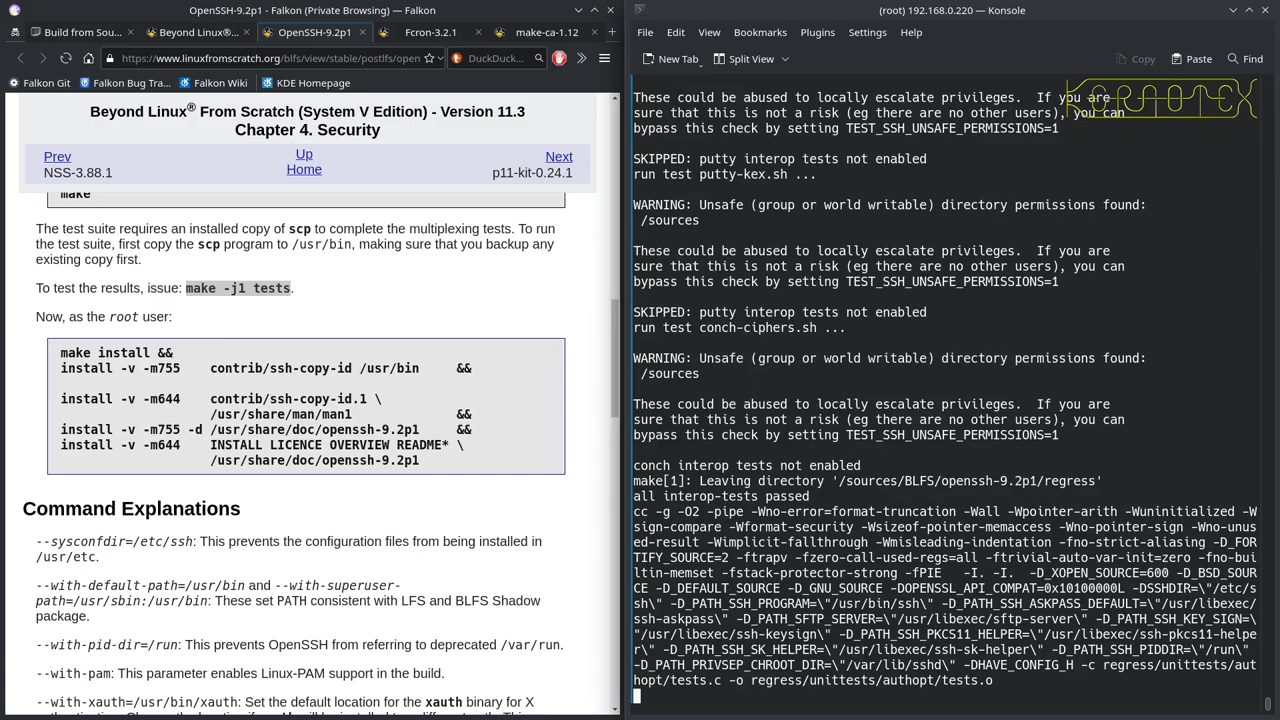 OpenSSH-9.2p1 - Falkon (Private Browsing) — Falkon
Build from Sou...
Beyond Linux®...
OpenSSH-9.2p1
Fcron-3.2.1
make-ca-1.12
https://www.linuxfromscratch.org/blfs/view/stable/postlfs/open
DuckDuck...
Falkon Git
Falkon Bug Tra...
Falkon Wiki
KDE Homepage
Beyond Linux® From Scratch (System V Edition) - Version 11.3
Chapter 4. Security
Prev
Up
Next
NSS-3.88.1
Home
p11-kit-0.24.1
make
The test suite requires an installed copy of scp to complete the multiplexing tests. To run
the test suite, first copy the scp program to /usr/bin, making sure that you backup any
existing copy first.
To test the results, issue: make -j1 tests.
Now, as the root user:
make install &&
install -v -m755    contrib/ssh-copy-id /usr/bin     &&
install -v -m644    contrib/ssh-copy-id.1 \
/usr/share/man/man1              &&
install -v -m755 -d /usr/share/doc/openssh-9.2p1     &&
install -v -m644    INSTALL LICENCE OVERVIEW README* \
/usr/share/doc/openssh-9.2p1
Command Explanations
--sysconfdir=/etc/ssh: This prevents the configuration files from being installed in
/usr/etc.
--with-default-path=/usr/bin and --with-superuser-
path=/usr/sbin:/usr/bin: These set PATH consistent with LFS and BLFS Shadow
package.
--with-pid-dir=/run: This prevents OpenSSH from referring to deprecated /var/run.
--with-pam: This parameter enables Linux-PAM support in the build.
--with-xauth=/usr/bin/xauth: Set the default location for the xauth binary for X
(root) 192.168.0.220 — Konsole
File Edit View Bookmarks Plugins Settings Help
New Tab
Split View
Copy
Paste
Find
These could be abused to locally escalate privileges.  If you are
sure that this is not a risk (eg there are no other users), you can
bypass this check by setting TEST_SSH_UNSAFE_PERMISSIONS=1
SKIPPED: putty interop tests not enabled
run test putty-kex.sh ...
WARNING: Unsafe (group or world writable) directory permissions found:
/sources
These could be abused to locally escalate privileges.  If you are
sure that this is not a risk (eg there are no other users), you can
bypass this check by setting TEST_SSH_UNSAFE_PERMISSIONS=1
SKIPPED: putty interop tests not enabled
run test conch-ciphers.sh ...
WARNING: Unsafe (group or world writable) directory permissions found:
/sources
These could be abused to locally escalate privileges.  If you are
sure that this is not a risk (eg there are no other users), you can
bypass this check by setting TEST_SSH_UNSAFE_PERMISSIONS=1
conch interop tests not enabled
make[1]: Leaving directory '/sources/BLFS/openssh-9.2p1/regress'
all interop-tests passed
cc -g -O2 -pipe -Wno-error=format-truncation -Wall -Wpointer-arith -Wuninitialized -W
sign-compare -Wformat-security -Wsizeof-pointer-memaccess -Wno-pointer-sign -Wno-unus
ed-result -Wimplicit-fallthrough -Wmisleading-indentation -fno-strict-aliasing -D_FOR
TIFY_SOURCE=2 -ftrapv -fzero-call-used-regs=all -ftrivial-auto-var-init=zero -fno-bui
ltin-memset -fstack-protector-strong -fPIE   -I. -I.  -D_XOPEN_SOURCE=600 -D_BSD_SOUR
CE -D_DEFAULT_SOURCE -D_GNU_SOURCE -DOPENSSL_API_COMPAT=0x10100000L -DSSHDIR=\"/etc/s
sh\" -D_PATH_SSH_PROGRAM=\"/usr/bin/ssh\" -D_PATH_SSH_ASKPASS_DEFAULT=\"/usr/libexec/
ssh-askpass\" -D_PATH_SFTP_SERVER=\"/usr/libexec/sftp-server\" -D_PATH_SSH_KEY_SIGN=\
"/usr/libexec/ssh-keysign\" -D_PATH_SSH_PKCS11_HELPER=\"/usr/libexec/ssh-pkcs11-helpe
r\" -D_PATH_SSH_SK_HELPER=\"/usr/libexec/ssh-sk-helper\" -D_PATH_SSH_PIDDIR=\"/run\"
-D_PATH_PRIVSEP_CHROOT_DIR=\"/var/lib/sshd\" -DHAVE_CONFIG_H -c regress/unittests/aut
hopt/tests.c -o regress/unittests/authopt/tests.o